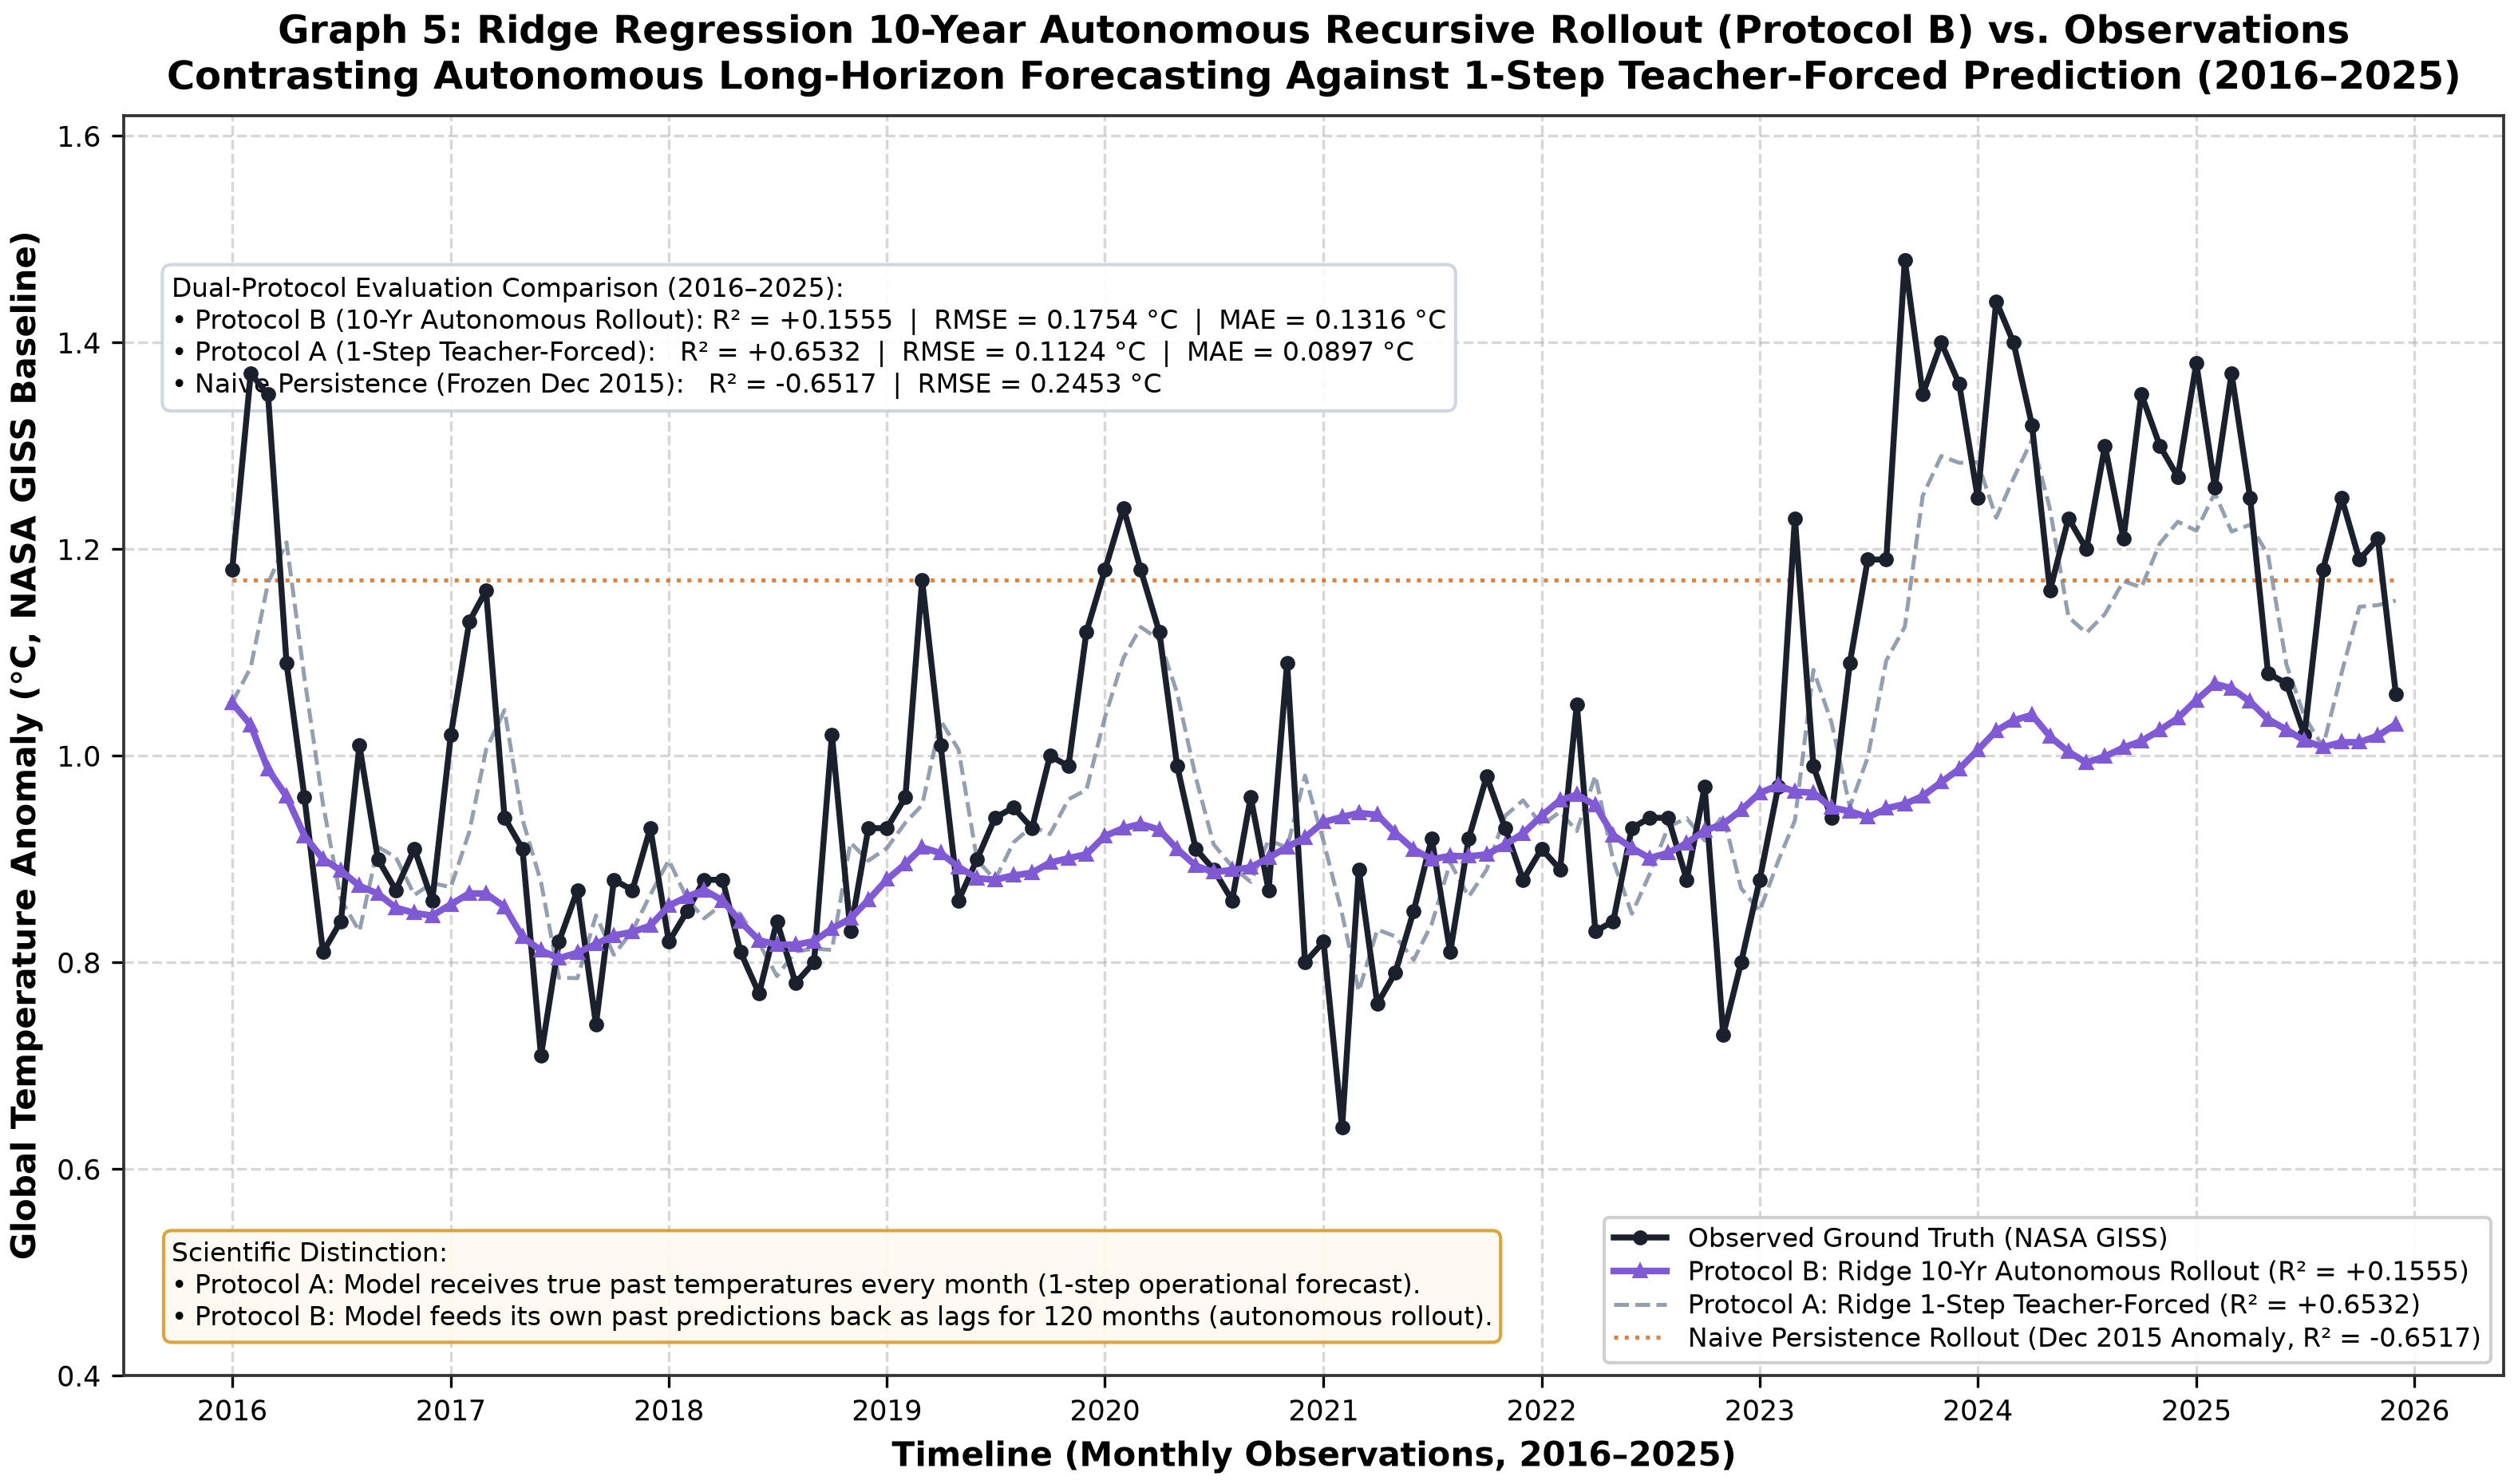 Graph 5: Ridge Regression 10-Year Autonomous Recursive Rollout (Protocol B) vs. Observations
Contrasting Autonomous Long-Horizon Forecasting Against 1-Step Teacher-Forced Prediction (2016–2025)
Global Temperature Anomaly (°C, NASA GISS Baseline)
1.6
1.4
1.2
1.0
0.8
0.6
0.4
Dual-Protocol Evaluation Comparison (2016–2025):
• Protocol B (10-Yr Autonomous Rollout): R² = +0.1555 | RMSE = 0.1754 °C | MAE = 0.1316 °C
• Protocol A (1-Step Teacher-Forced): R² = +0.6532 | RMSE = 0.1124 °C | MAE = 0.0897 °C
• Naive Persistence (Frozen Dec 2015): R² = -0.6517 | RMSE = 0.2453 °C
Scientific Distinction:
• Protocol A: Model receives true past temperatures every month (1-step operational forecast).
• Protocol B: Model feeds its own past predictions back as lags for 120 months (autonomous rollout).
Observed Ground Truth (NASA GISS)
Protocol B: Ridge 10-Yr Autonomous Rollout (R² = +0.1555)
Protocol A: Ridge 1-Step Teacher-Forced (R² = +0.6532)
Naive Persistence Rollout (Dec 2015 Anomaly, R² = -0.6517)
2016 2017 2018 2019 2020 2021 2022 2023 2024 2025 2026
Timeline (Monthly Observations, 2016–2025)